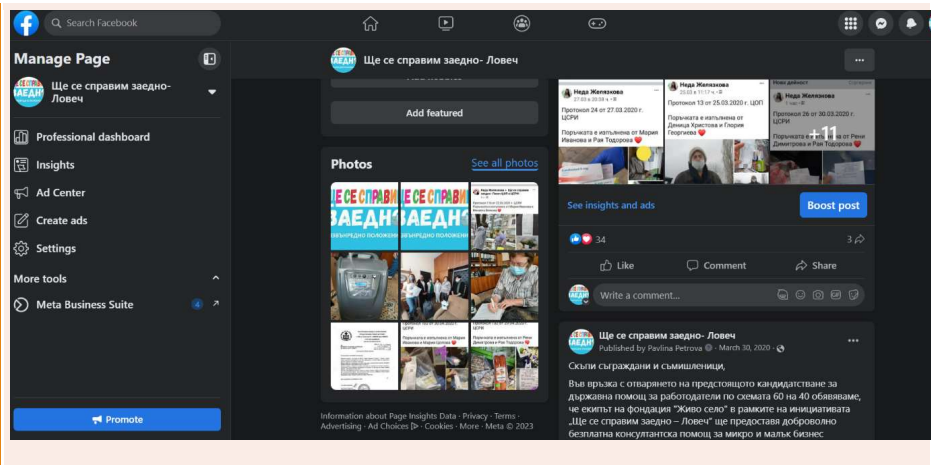 Search Facebook
Manage Page
Ще се справим заедно-
Ловеч
Professional dashboard
Insights
Ad Center
Create ads
Settings
More tools
Meta Business Suite
4
Promote
Ще се справим заедно- Ловеч
Add featured
Photos
See all photos
Information about Page Insights Data · Privacy · Terms ·
Advertising · Ad Choices · Cookies · More · Meta © 2023
Неда Желязкова
27.03 в 20:08 ч.
Протокол 24 от 27.03.2020 г.
ЦСРИ
Поръчката е изпълнена от Мария
Иванова и Рая Тодорова
Неда Желязкова
Протокол 13 от 25.03.2020 г. ЦОП
Поръчката е изпълнена от
Деница Христова и Глория
Георгиева
Неда Желязкова
1 час
Протокол 26 от 30.03.2020 г.
ЦСРИ
Поръчката е изпълнена от Рени
Димитрова и Рая Тодорова
+11
See insights and ads
Boost post
34
3
Like
Comment
Share
Write a comment...
Ще се справим заедно- Ловеч
Published by Pavlina Petrova · March 30, 2020 ·
Скъпи съграждани и съмишленици,
Във връзка с отварянето на предстоящото кандидатстване за
държавна помощ за работодатели по схемата 60 на 40 обявяваме,
че екипът на фондация "Живо село" в рамките на инициативата
„Ще се справим заедно – Ловеч" ще предоставя доброволно
безплатна консултантска помощ за микро и малък бизнес